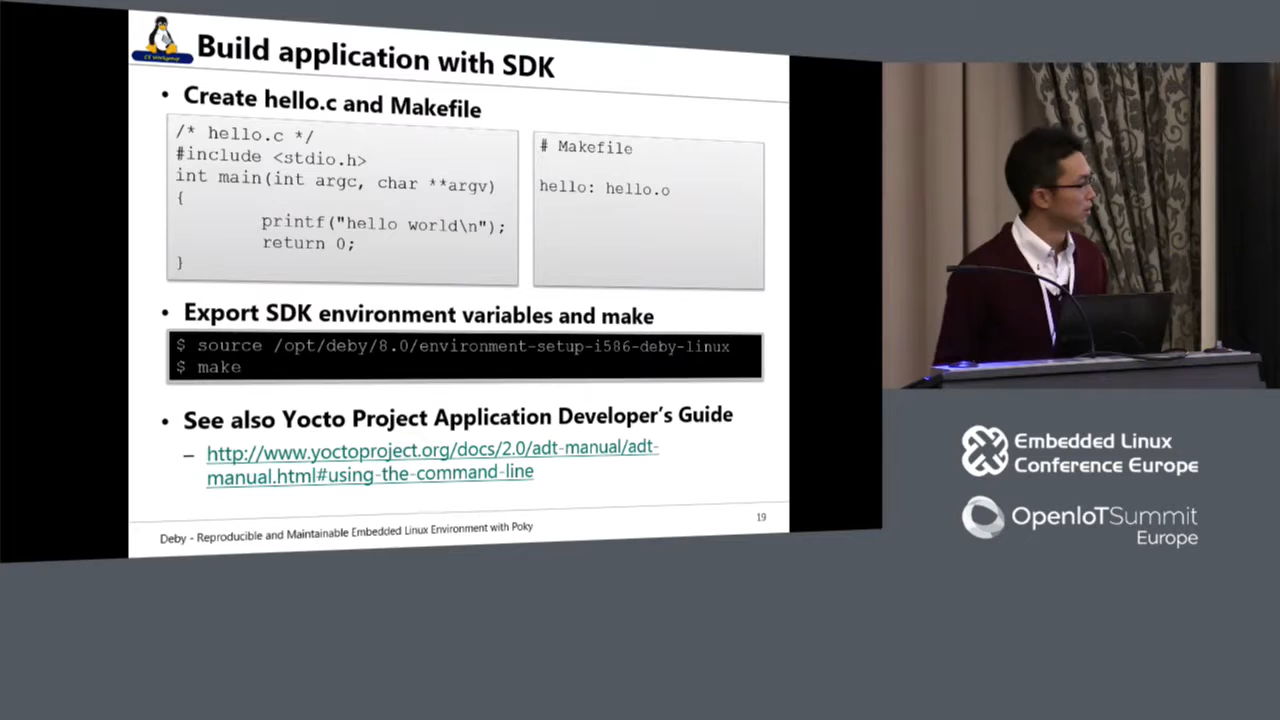 Build application with SDK
• Create hello.c and Makefile
/* hello.c */
#include <stdio.h>
int main(int argc, char **argv)
{
printf("hello world\n");
return 0;
}
# Makefile
hello: hello.o
• Export SDK environment variables and make
$ source /opt/deby/8.0/environment-setup-i586-deby-linux
$ make
• See also Yocto Project Application Developer's Guide
– http://www.yoctoproject.org/docs/2.0/adt-manual/adt-
manual.html#using-the-command-line
Deby - Reproducible and Maintainable Embedded Linux Environment with Poky
19
Embedded Linux
Conference Europe
OpenIoTSummit
Europe